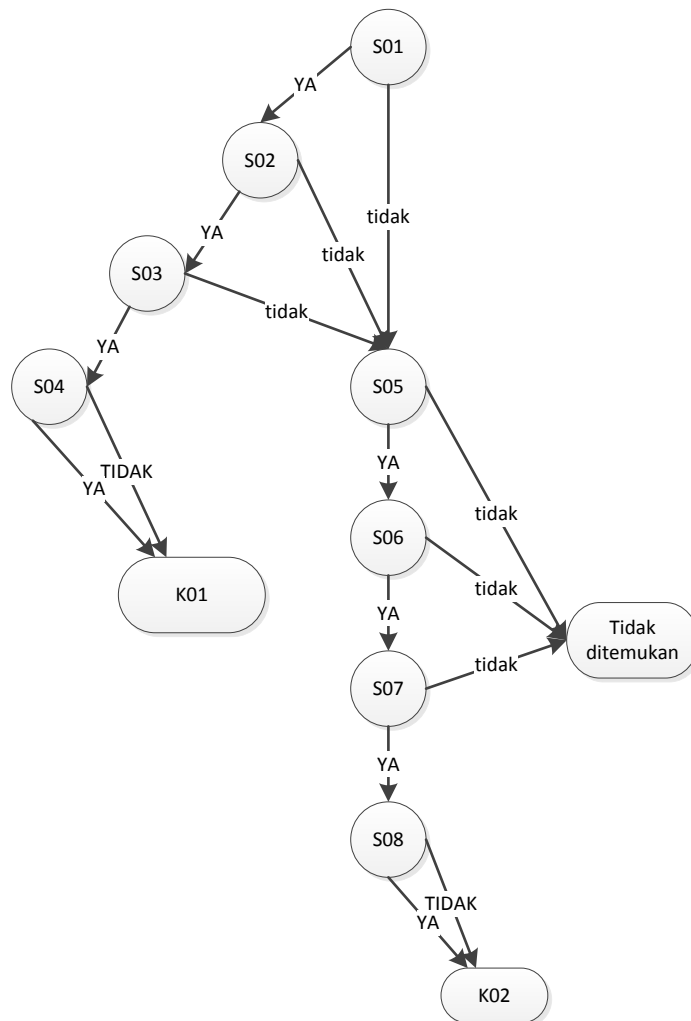 S01
YA
S02
tidak
YA
tidak
S03
tidak
YA
S04
S05
YA
TIDAK
YA
tidak
S06
tidak
K01
YA
Tidak
ditemukan
tidak
S07
YA
S08
TIDAK
YA
K02